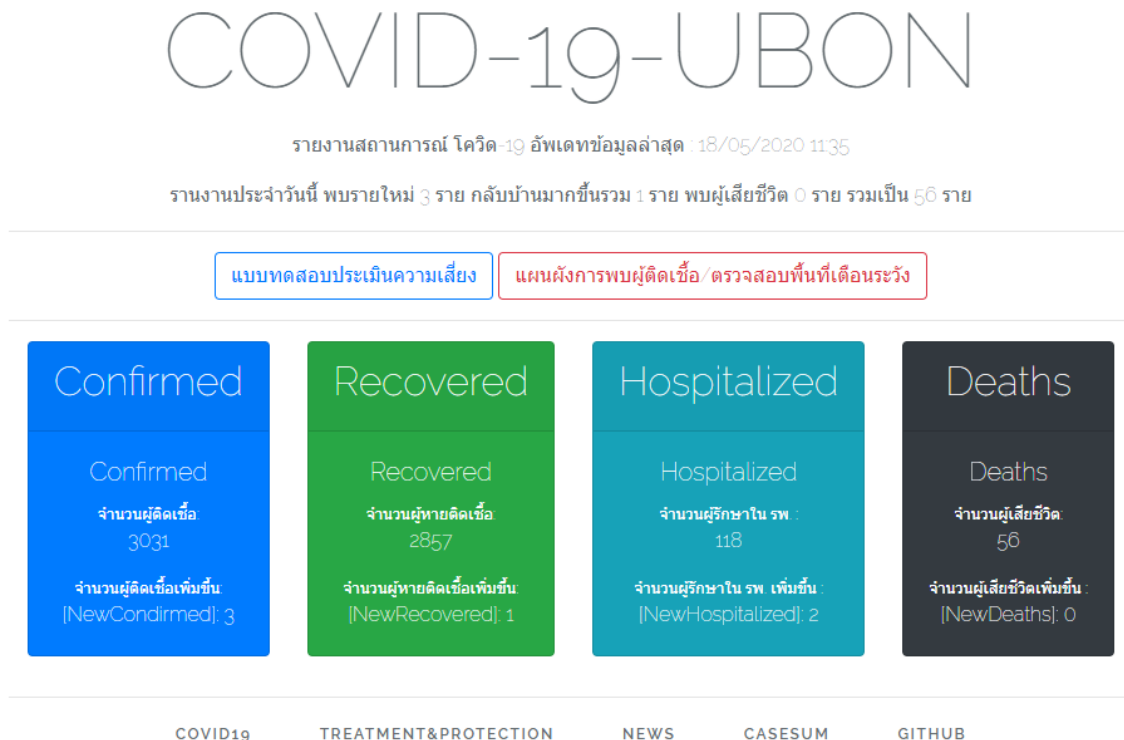 COVID-19-UBON
รายงานสถานการณ์ โควิด-19 อัพเดทข้อมูลล่าสุด : 18/05/2020 11:35
รานงานประจำวันนี้ พบรายใหม่ 3 ราย กลับบ้านมากขึ้นรวม 1 ราย พบผู้เสียชีวิต 0 ราย รวมเป็น 56 ราย
แบบทดสอบประเมินความเสี่ยง
แผนผังการพบผู้ติดเชื้อ/ตรวจสอบพื้นที่เตือนระวัง
Confirmed
Confirmed
จำนวนผู้ติดเชื้อ:
3031
จำนวนผู้ติดเชื้อเพิ่มขึ้น:
[NewCondirmed]: 3
Recovered
Recovered
จำนวนผู้หายติดเชื้อ:
2857
จำนวนผู้หายติดเชื้อเพิ่มขึ้น:
[NewRecovered]: 1
Hospitalized
Hospitalized
จำนวนผู้รักษาใน รพ. :
118
จำนวนผู้รักษาใน รพ. เพิ่มขึ้น :
[NewHospitalized]: 2
Deaths
Deaths
จำนวนผู้เสียชีวิต:
56
จำนวนผู้เสียชีวิตเพิ่มขึ้น :
[NewDeaths]: 0
COVID19 TREATMENT&PROTECTION NEWS CASESUM GITHUB